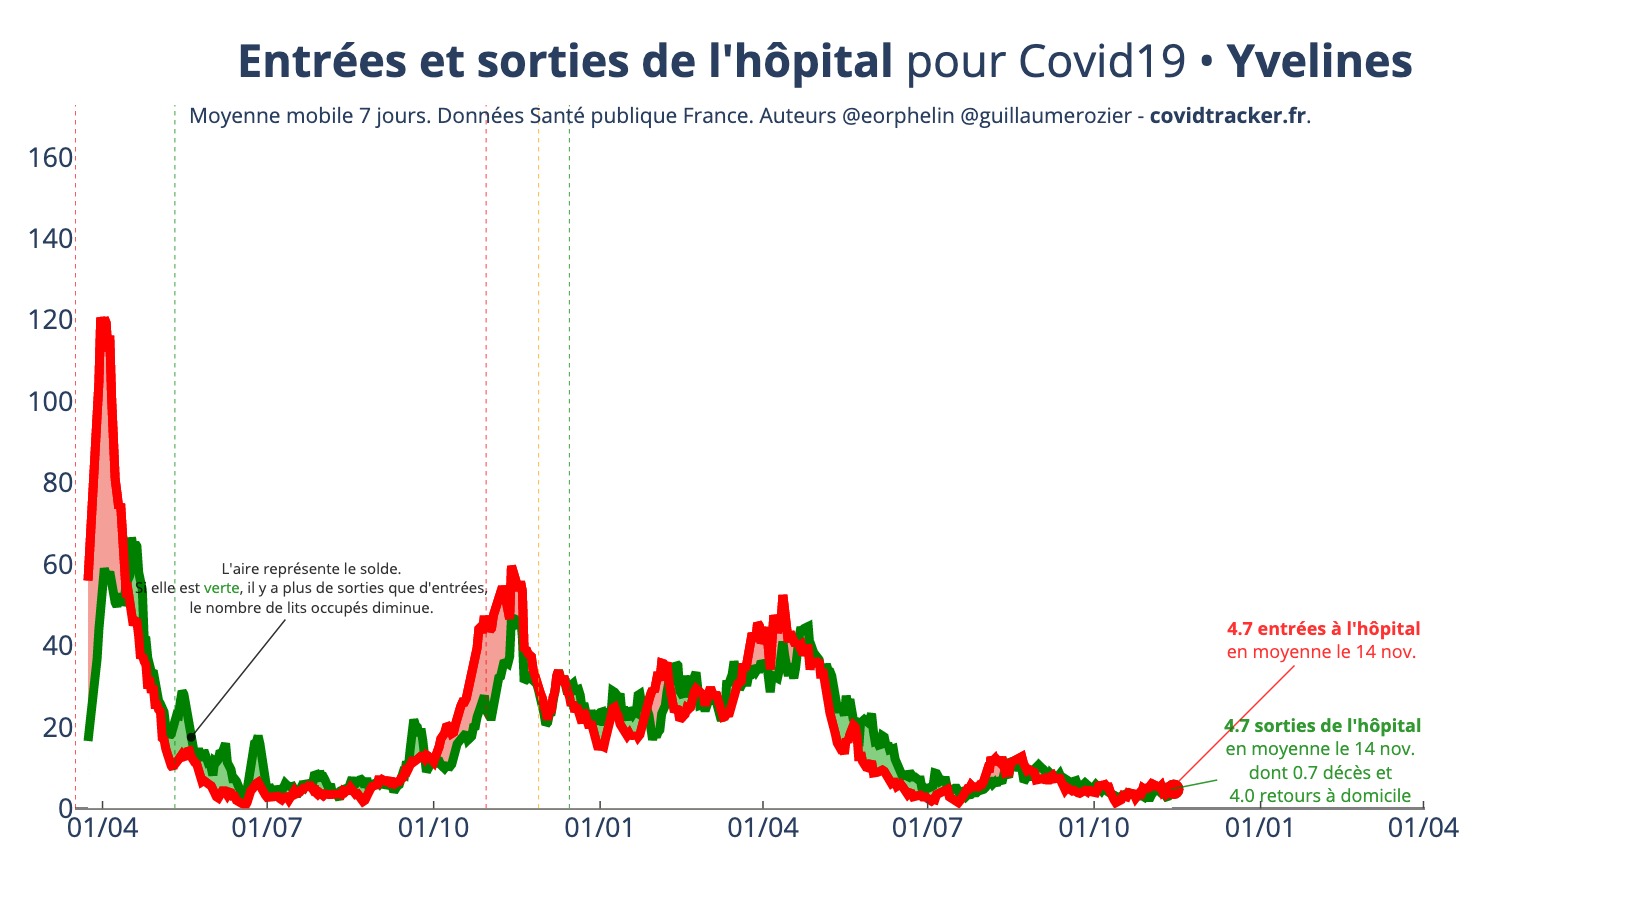 Entrées et sorties de l'hôpital pour Covid19 • Yvelines
Moyenne mobile 7 jours. Données Santé publique France. Auteurs @eorphelin @guillaumerozier - covidtracker.fr.
160
140
120
100
80
60
40
20
0
L'aire représente le solde.
Si elle est verte, il y a plus de sorties que d'entrées,
le nombre de lits occupés diminue.
4.7 entrées à l'hôpital
en moyenne le 14 nov.
4.7 sorties de l'hôpital
en moyenne le 14 nov.
dont 0.7 décès et
4.0 retours à domicile
01/04 01/07 01/10 01/01 01/04 01/07 01/10 01/01 01/04